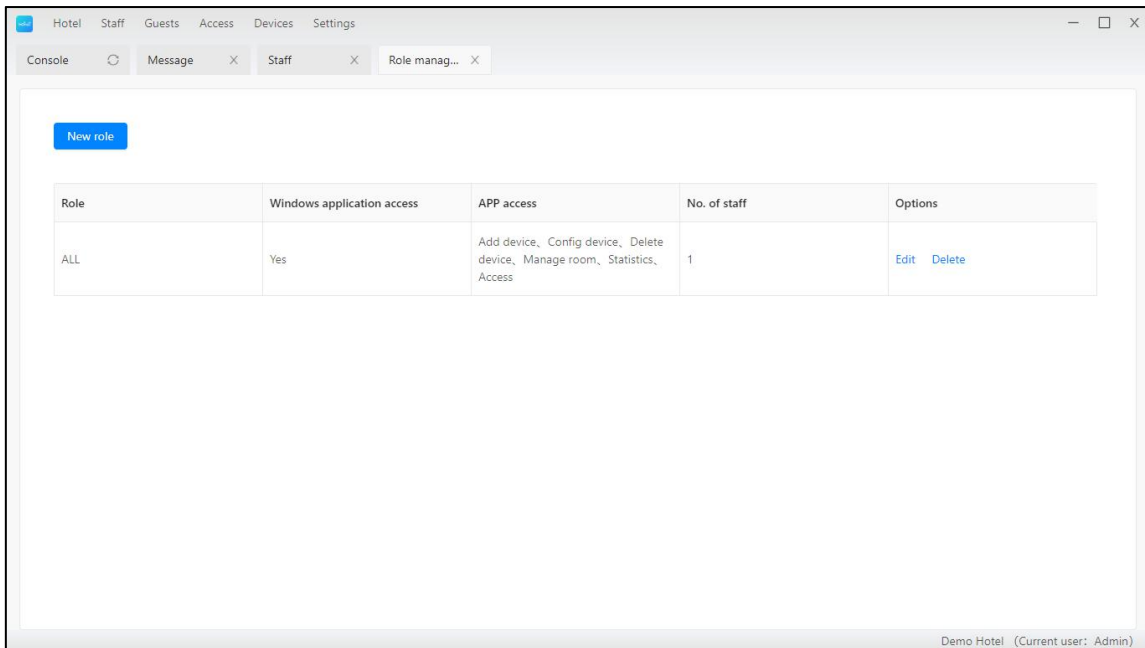 Hotel Staff Guests Access Devices Settings
Console Message Staff Role manag...
New role
Role Windows application access APP access No. of staff Options
ALL Yes Add device、Config device、Delete 1 Edit Delete
device、Manage room、Statistics、
Access
Demo Hotel (Current user: Admin)